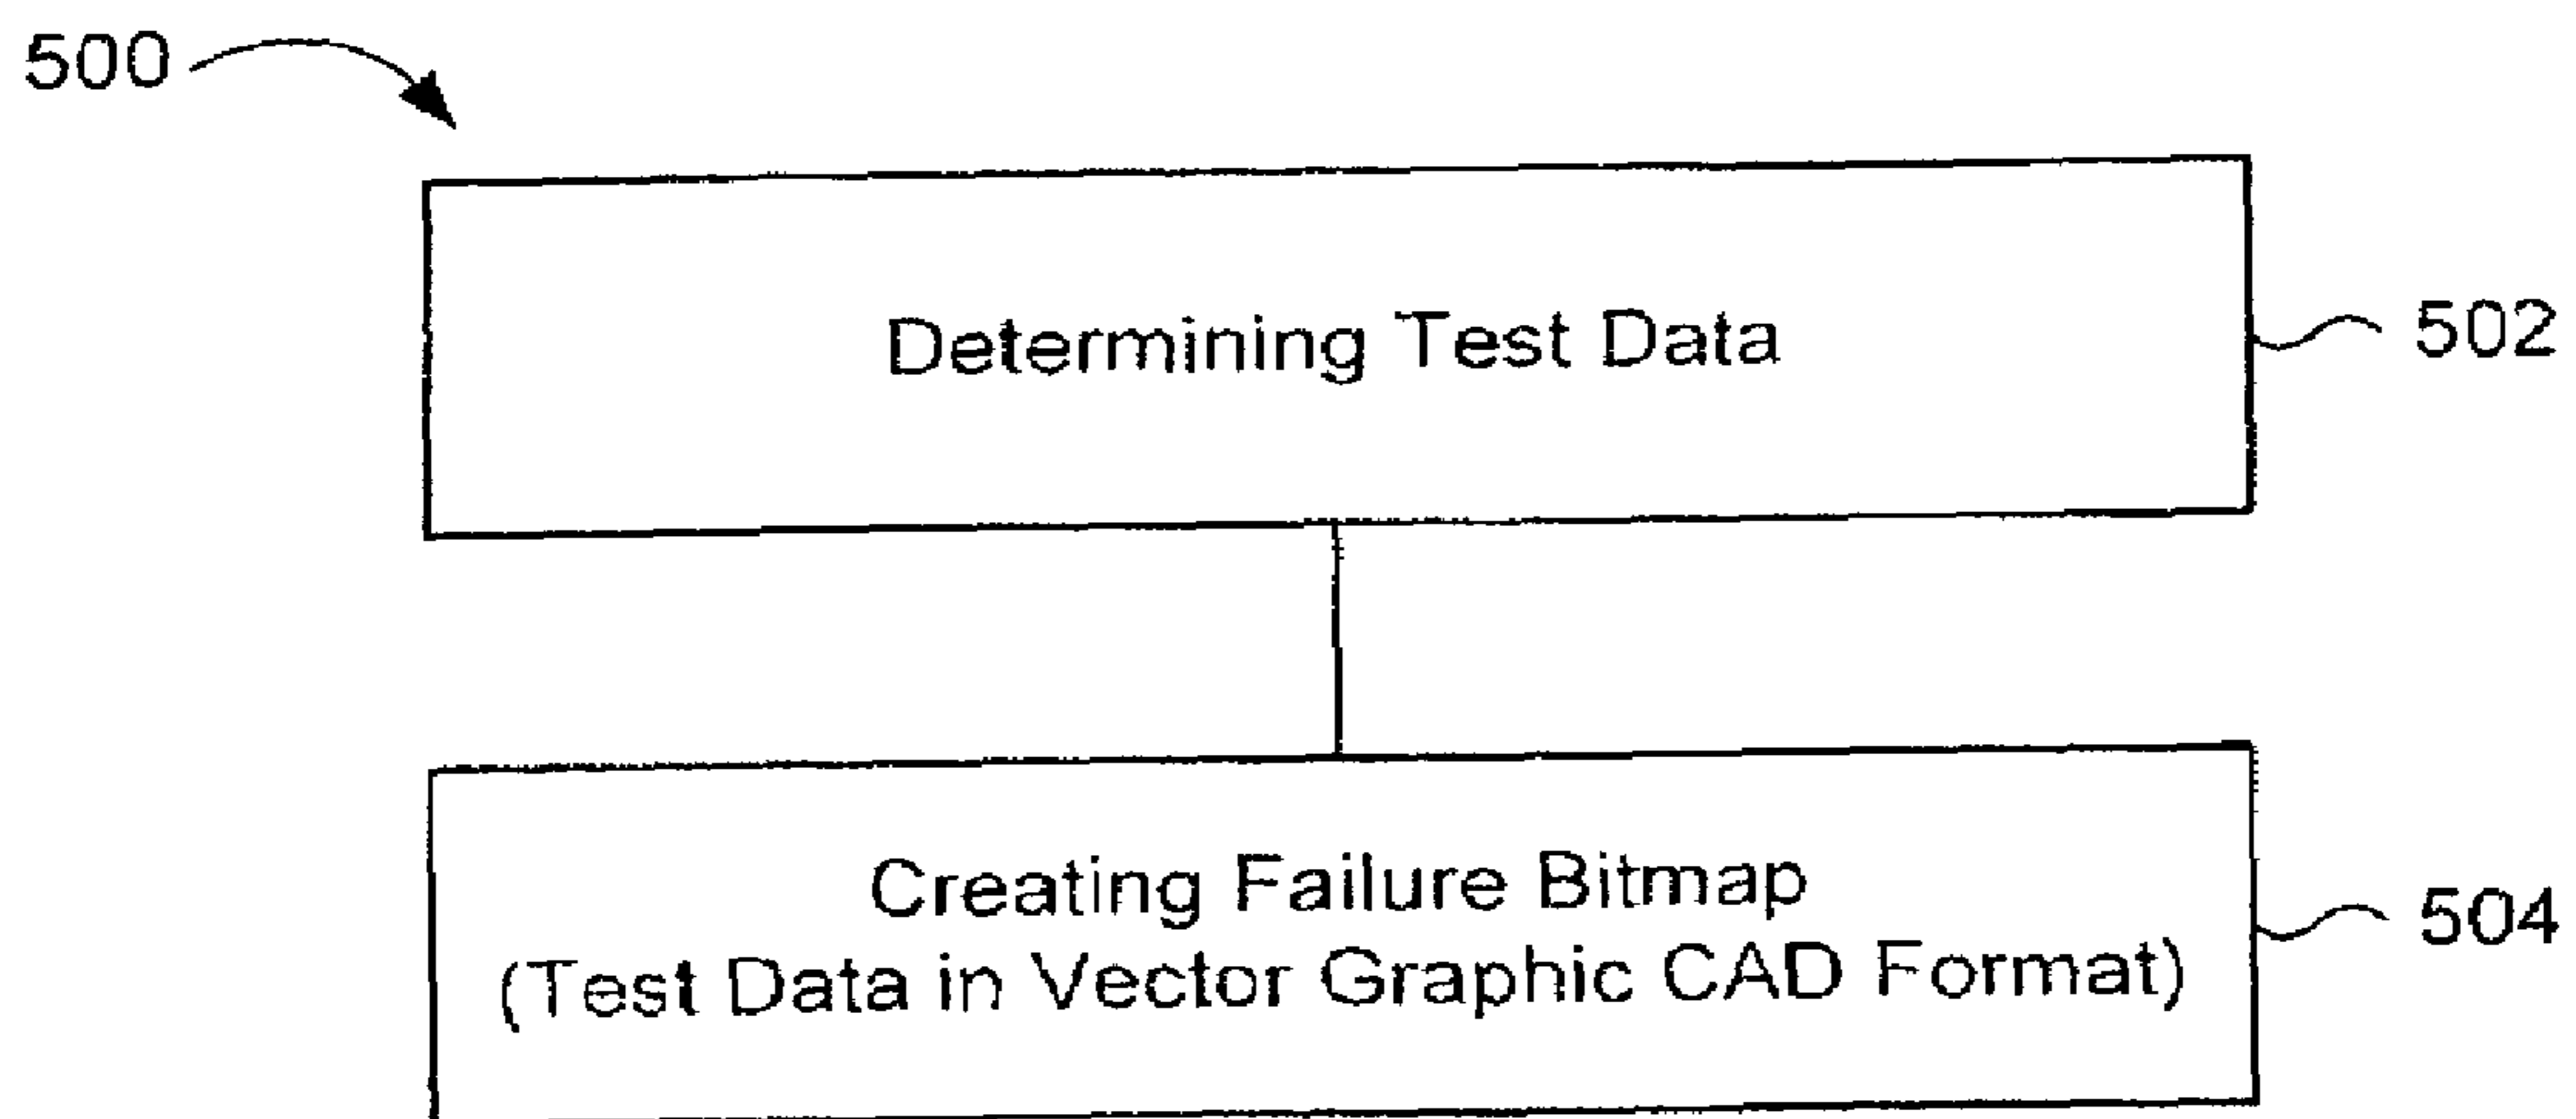 500
Determining Test Data
502
Creating Failure Bitmap
(Test Data in Vector Graphic CAD Format)
504